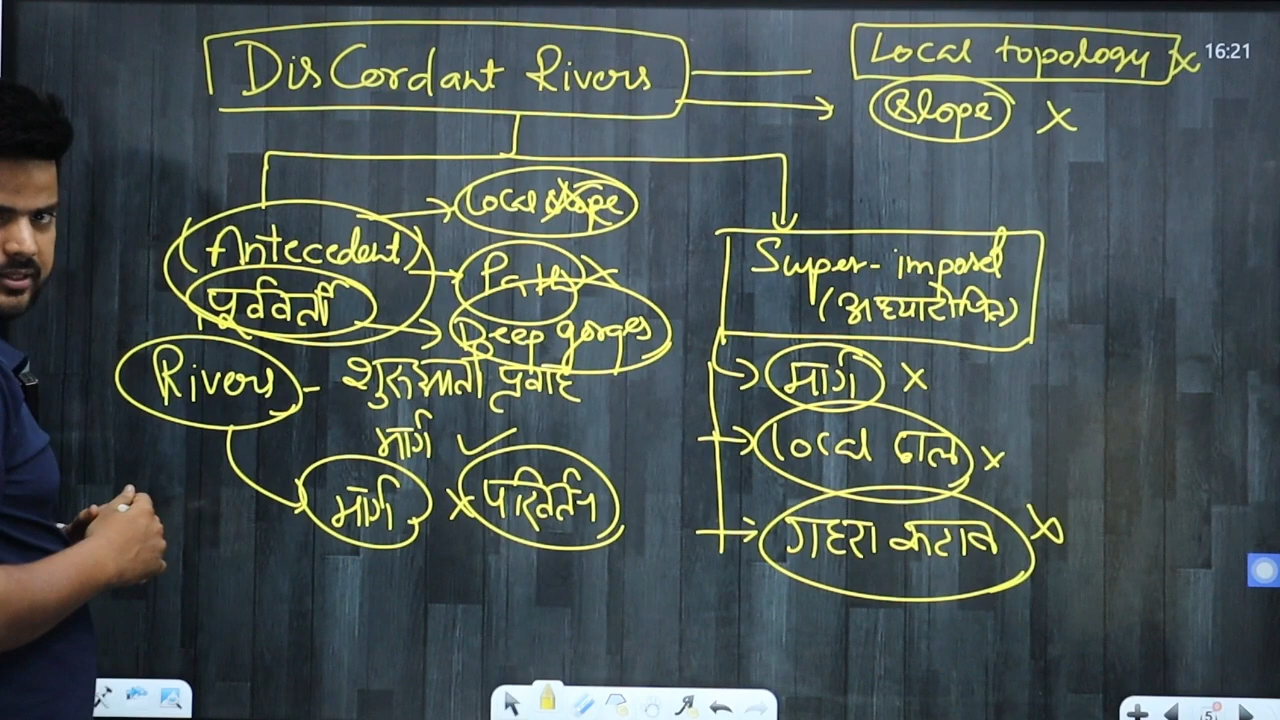 DisCordant Rivers
Local topology x
16:21
Slope x
Local slope
(Antecedent)
पूर्ववर्ती
Path x
Deep gorges
Rivers - शुरुआती प्रवाह
मार्ग ✓
मार्ग x परिवर्तन
Super-imposed
(अध्यारोपित)
मार्ग x
Local ढाल x
गहरा कटाव x
5